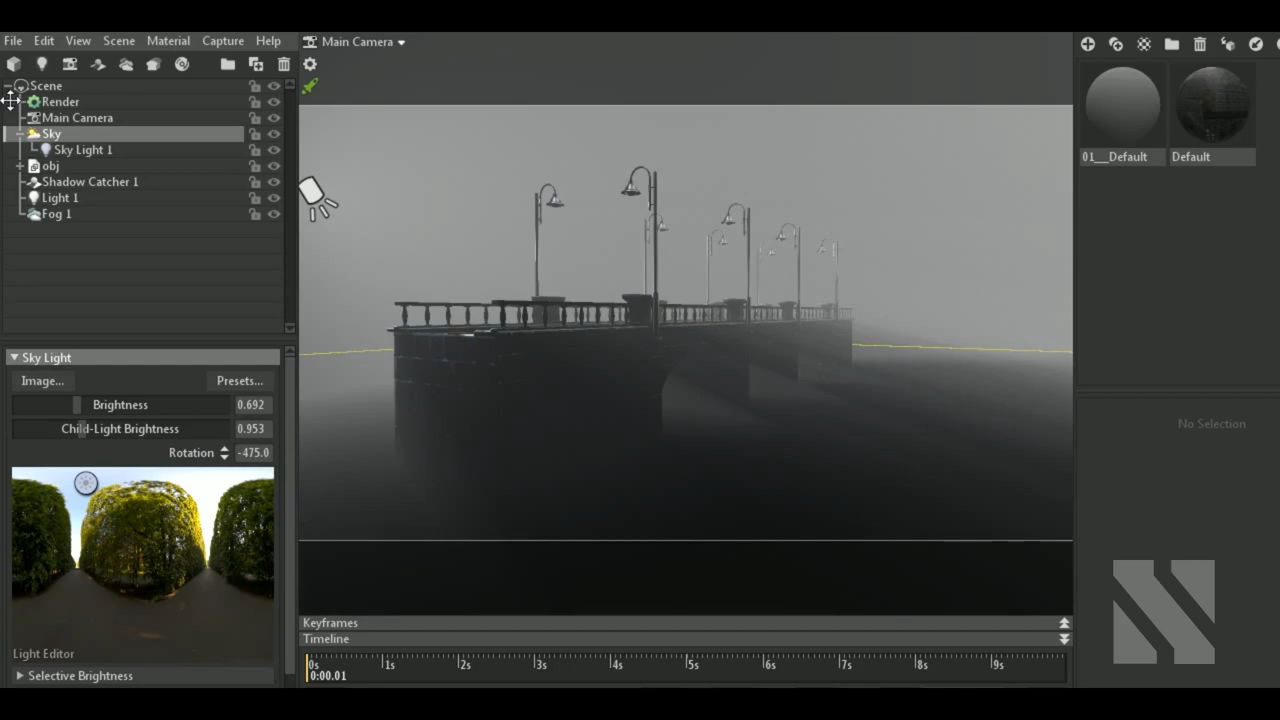 File Edit View Scene Material Capture Help
Main Camera
Scene
Render
Main Camera
Sky
Sky Light 1
obj
Shadow Catcher 1
Light 1
Fog 1
Sky Light
Image... Presets...
Brightness 0.692
Child-Light Brightness 0.953
Rotation -475.0
Light Editor
Selective Brightness
Keyframes
Timeline
0s 1s 2s 3s 4s 5s 6s 7s 8s 9s
0:00.01
01__Default Default
No Selection